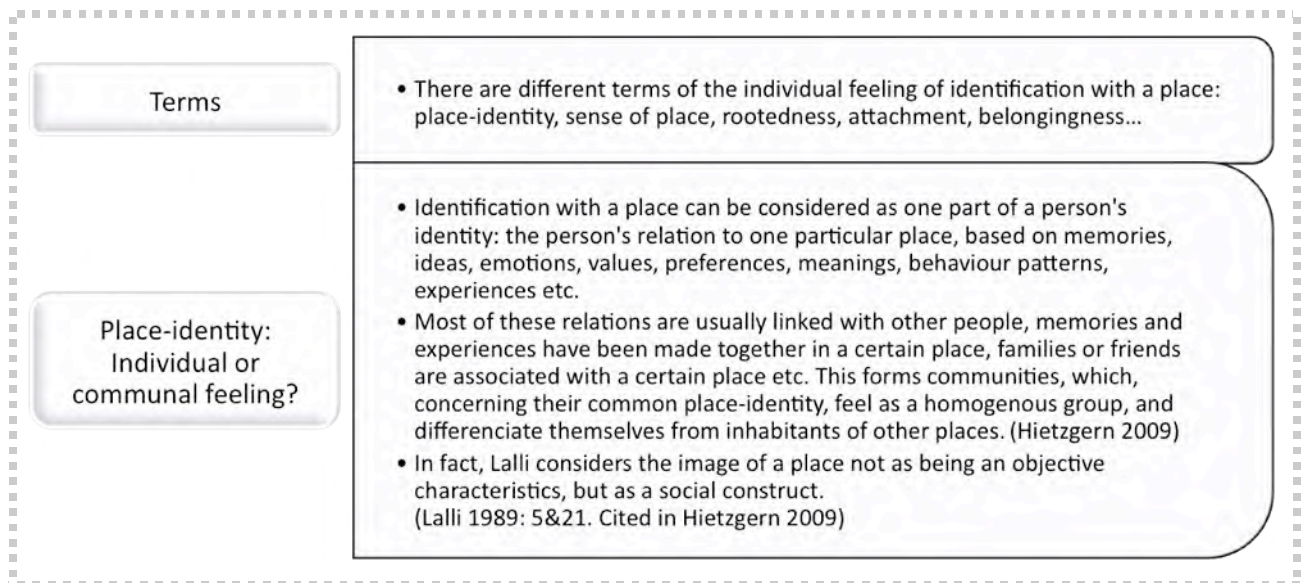 Terms
• There are different terms of the individual feeling of identification with a place:
place-identity, sense of place, rootedness, attachment, belongingness...
Place-identity:
Individual or
communal feeling?
• Identification with a place can be considered as one part of a person's
identity: the person's relation to one particular place, based on memories,
ideas, emotions, values, preferences, meanings, behaviour patterns,
experiences etc.
• Most of these relations are usually linked with other people, memories and
experiences have been made together in a certain place, families or friends
are associated with a certain place etc. This forms communities, which,
concerning their common place-identity, feel as a homogenous group, and
differenciate themselves from inhabitants of other places. (Hietzgern 2009)
• In fact, Lalli considers the image of a place not as being an objective
characteristics, but as a social construct.
(Lalli 1989: 5&21. Cited in Hietzgern 2009)